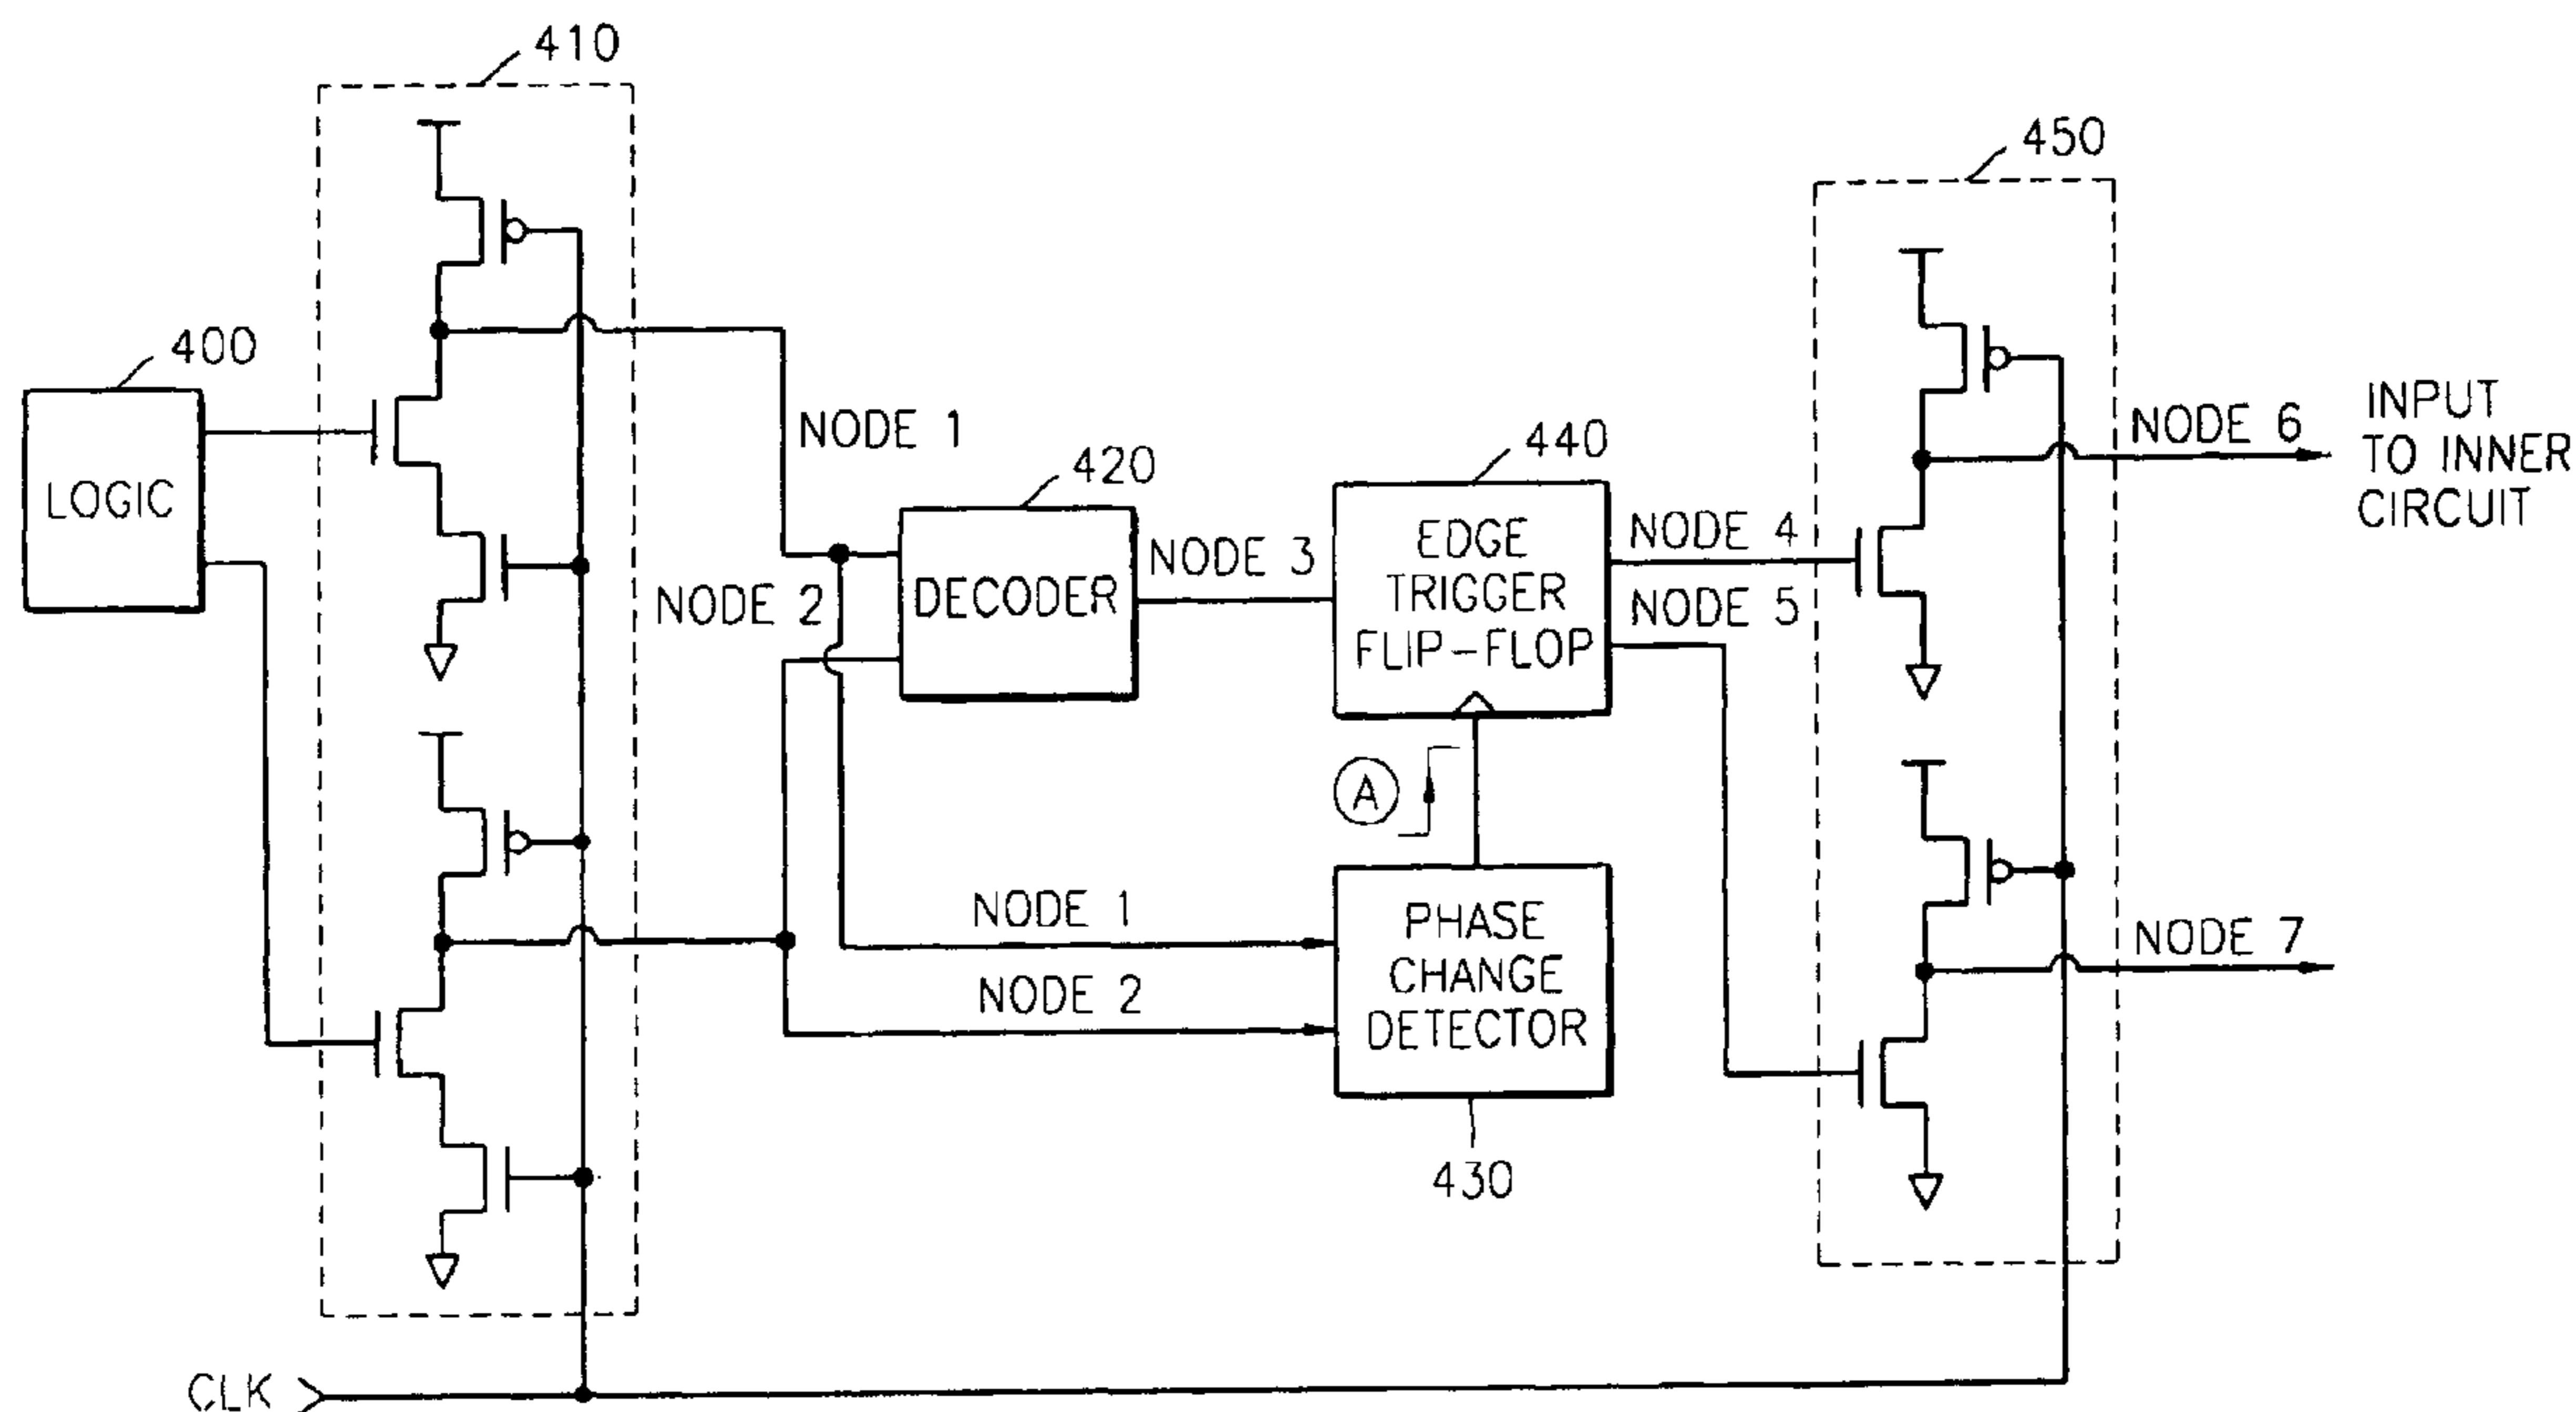 410
450
400
LOGIC
NODE 1
NODE 2
420
DECODER
NODE 3
440
EDGE
TRIGGER
FLIP-FLOP
NODE 4
NODE 5
NODE 6
INPUT
TO INNER
CIRCUIT
A
NODE 1
NODE 2
PHASE
CHANGE
DETECTOR
430
NODE 7
CLK